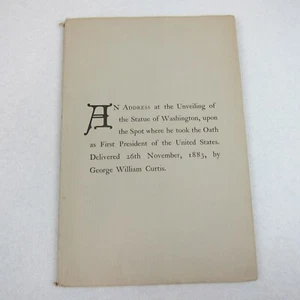 AN ADDRESS at the Unveiling of
the Statue of Washington, upon
the Spot where he took the Oath
as First President of the United States.
Delivered 26th November, 1883, by
George William Curtis.